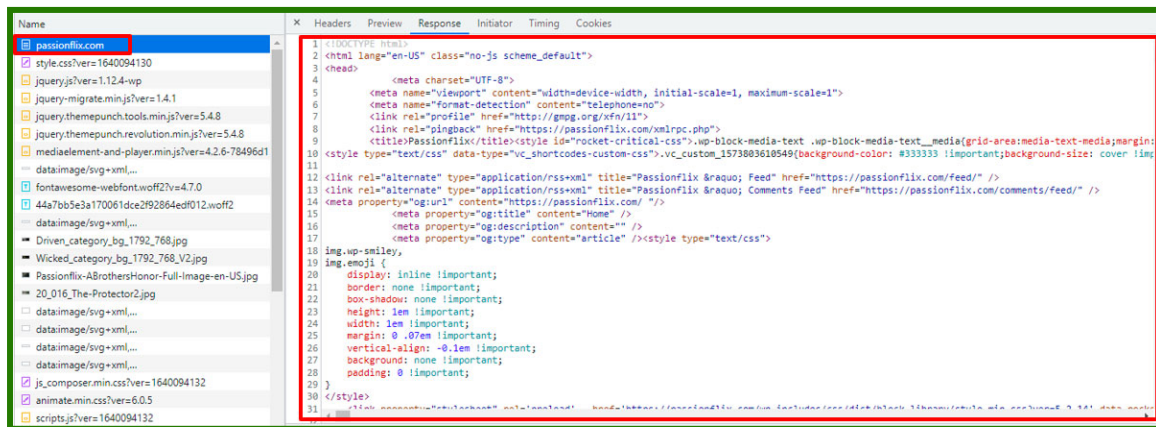 Name
passionflix.com
style.css?ver=1640094130
jquery.js?ver=1.12.4-wp
jquery-migrate.min.js?ver=1.4.1
jquery.themepunch.tools.min.js?ver=5.4.8
jquery.themepunch.revolution.min.js?ver=5.4.8
mediaelement-and-player.min.js?ver=4.2.6-78496d1
data:image/svg+xml,...
fontawesome-webfont.woff2?v=4.7.0
44a7bb5e3a170061dce2f92864edf012.woff2
data:image/svg+xml,...
Driven_category_bg_1792_768.jpg
Wicked_category_bg_1792_768_V2.jpg
Passionflix-ABrothersHonor-Full-Image-en-US.jpg
20_016_The-Protector2.jpg
data:image/svg+xml,...
data:image/svg+xml,...
data:image/svg+xml,...
data:image/svg+xml,...
js_composer.min.css?ver=1640094132
animate.min.css?ver=6.0.5
scripts.js?ver=1640094132
× Headers Preview Response Initiator Timing Cookies
1 <!DOCTYPE html>
2 <html lang="en-US" class="no-js scheme_default">
3 <head>
4 <meta charset="UTF-8">
5 <meta name="viewport" content="width=device-width, initial-scale=1, maximum-scale=1">
6 <meta name="format-detection" content="telephone=no">
7 <link rel="profile" href="http://gmpg.org/xfn/11">
8 <link rel="pingback" href="https://passionflix.com/xmlrpc.php">
9 <title>Passionflix</title><style id="rocket-critical-css">.wp-block-media-text .wp-block-media-text__media{grid-area:media-text-media;margin:
10 <style type="text/css" data-type="vc_shortcodes-custom-css">.vc_custom_1573803610549{background-color: #333333 !important;background-size: cover !imp
11
12 <link rel="alternate" type="application/rss+xml" title="Passionflix &raquo; Feed" href="https://passionflix.com/feed/" />
13 <link rel="alternate" type="application/rss+xml" title="Passionflix &raquo; Comments Feed" href="https://passionflix.com/comments/feed/" />
14 <meta property="og:url" content="https://passionflix.com/ "/>
15 <meta property="og:title" content="Home" />
16 <meta property="og:description" content="" />
17 <meta property="og:type" content="article" /><style type="text/css">
18 img.wp-smiley,
19 img.emoji {
20 display: inline !important;
21 border: none !important;
22 box-shadow: none !important;
23 height: 1em !important;
24 width: 1em !important;
25 margin: 0 .07em !important;
26 vertical-align: -0.1em !important;
27 background: none !important;
28 padding: 0 !important;
29 }
30 </style>
31